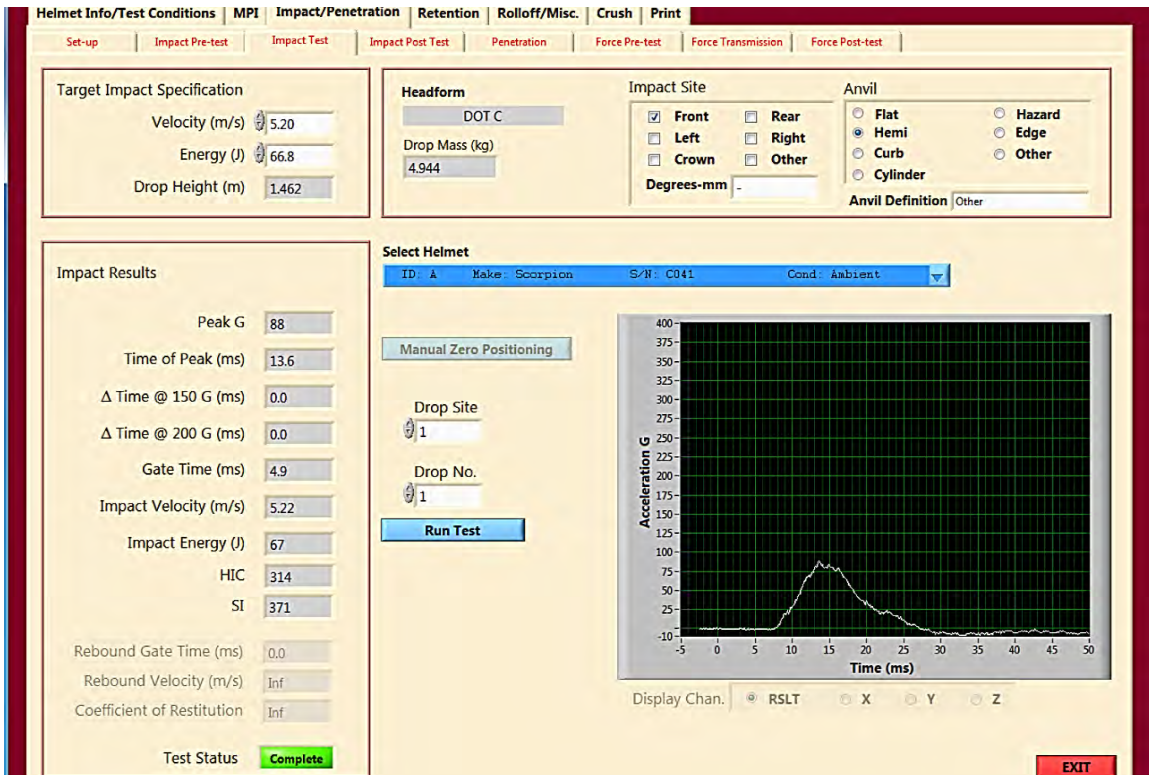 Helmet Info/Test Conditions MPI Impact/Penetration Retention Rolloff/Misc. Crush Print
Set-up Impact Pre-test Impact Test Impact Post Test Penetration Force Pre-test Force Transmission Force Post-test
Target Impact Specification
Velocity (m/s) 5.20
Energy (J) 66.8
Drop Height (m) 1.462
Headform
DOT C
Drop Mass (kg)
4.944
Impact Site
Front Rear
Left Right
Crown Other
Degrees-mm -
Anvil
Flat Hazard
Hemi Edge
Curb Other
Cylinder
Anvil Definition Other
Select Helmet
ID: A Make: Scorpion S/N: C041 Cond: Ambient
Impact Results
Peak G 88
Time of Peak (ms) 13.6
Δ Time @ 150 G (ms) 0.0
Δ Time @ 200 G (ms) 0.0
Gate Time (ms) 4.9
Impact Velocity (m/s) 5.22
Impact Energy (J) 67
HIC 314
SI 371
Rebound Gate Time (ms) 0.0
Rebound Velocity (m/s) Inf
Coefficient of Restitution Inf
Test Status Complete
Manual Zero Positioning
Drop Site
1
Drop No.
1
Run Test
Acceleration G
400
375
350
325
300
275
250
225
200
175
150
125
100
75
50
25
-10
-5 0 5 10 15 20 25 30 35 40 45 50
Time (ms)
Display Chan. RSLT X Y Z
EXIT